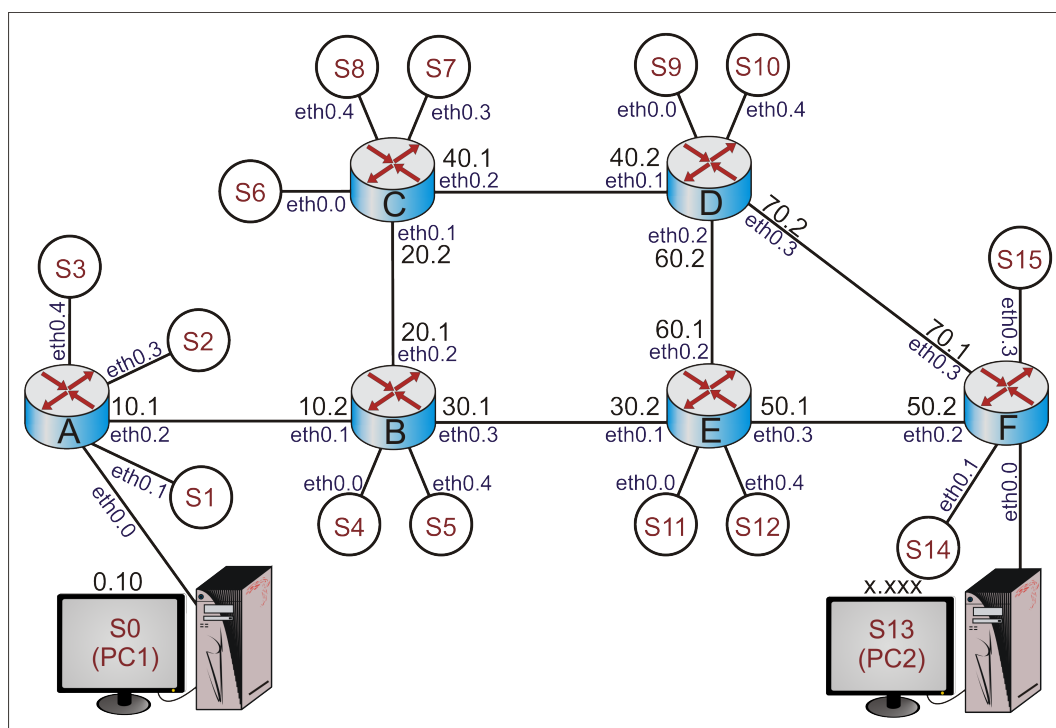 S8
S7
S9
S10
eth0.4
eth0.3
eth0.0
eth0.4
S6
eth0.0
C
40.1
eth0.2
40.2
eth0.1
D
70.2
eth0.3
eth0.1
20.2
eth0.2
60.2
S3
eth0.4
S2
eth0.3
S15
eth0.3
20.1
eth0.2
60.1
eth0.2
70.1
eth0.3
A
10.1
eth0.2
10.2
eth0.1
B
30.1
eth0.3
30.2
eth0.1
E
50.1
eth0.3
50.2
eth0.2
F
eth0.1
S1
eth0.0
eth0.0
eth0.4
S4
S5
eth0.0
eth0.4
S11
S12
eth0.1
S14
eth0.0
0.10
S0
(PC1)
x.xxx
S13
(PC2)